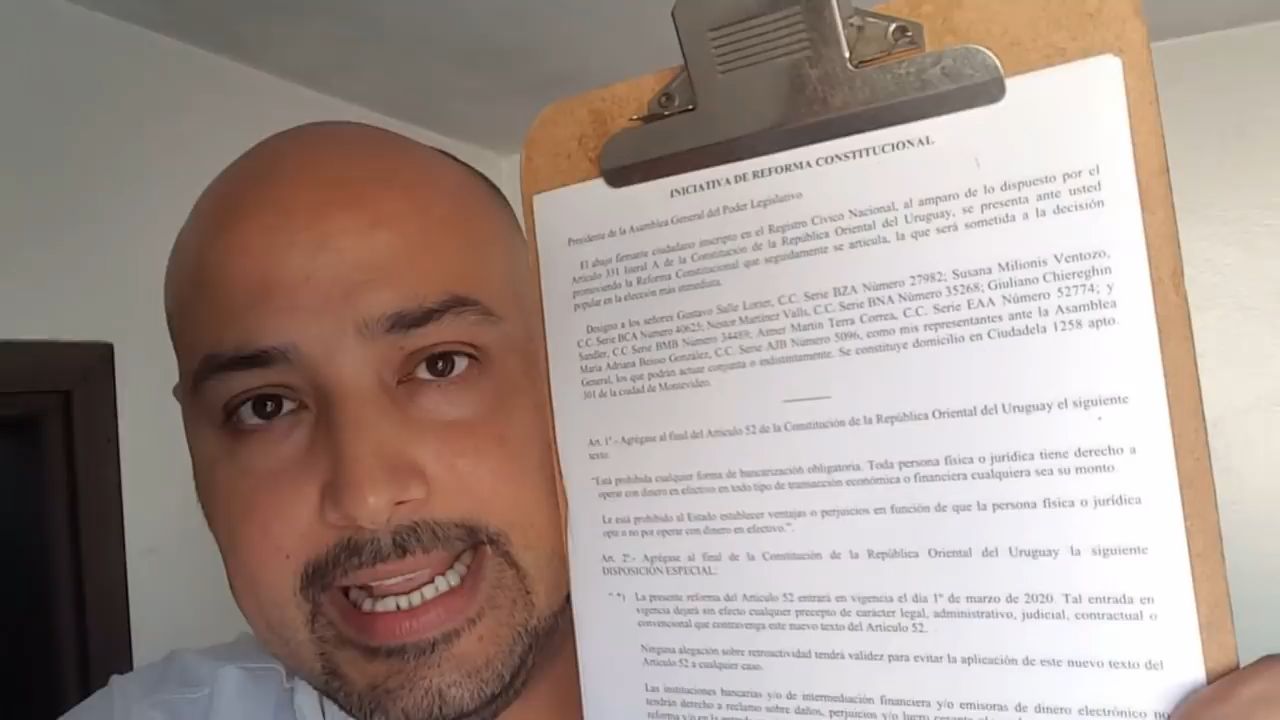 INICIATIVA DE REFORMA CONSTITUCIONAL
Presidente de la Asamblea General del Poder Legislativo
El abajo firmante ciudadano inscripto en el Registro Cívico Nacional, al amparo de lo dispuesto por el
Artículo 331 literal A de la Constitución de la República Oriental del Uruguay, se presenta ante usted
promoviendo la Reforma Constitucional que seguidamente se articula, la que será sometida a la decisión
popular en la elección más inmediata.
Designo a los señores Gustavo Salle Lorier, C.C. Serie BZA Número 27982; Susana Milionis Ventozo,
C.C. Serie BCA Número 40625; Nestor Martínez Valls, C.C. Serie BNA Número 35268; Giuliano Chiereghin
Sandler, C.C Serie BMB Número 34489; Martín Terra Correa, C.C. Serie EAA Número 52774; y
María Adriana González, C.C. Serie AJB Número 5096, como mis representantes ante la Asamblea
General, los que podrán actuar conjunta o indistintamente. Se constituye domicilio en Ciudadela 1258 apto.
501 de la ciudad de Montevideo.
Art. 1º.- Agrégase al final del Artículo 52 de la Constitución de la República Oriental del Uruguay el siguiente
texto:
"Está prohibida cualquier forma de bancarización obligatoria. Toda persona física o jurídica tiene derecho a
operar con dinero en efectivo en todo tipo de transacción económica o financiera cualquiera sea su monto.
Le está prohibido al Estado establecer ventajas o perjuicios en función de que la persona física o jurídica
opte o no por operar con dinero en efectivo.".
Art. 2º.- Agrégase al final de la Constitución de la República Oriental del Uruguay la siguiente
DISPOSICIÓN ESPECIAL:
" *) La presente reforma del Artículo 52 entrará en vigencia el día 1º de marzo de 2020. Tal entrada en
vigencia dejará sin efecto cualquier precepto de carácter legal, administrativo, judicial, contractual o
convencional que contravenga este nuevo texto del Artículo 52.
Ninguna alegación sobre retroactividad tendrá validez para evitar la aplicación de este nuevo texto del
Artículo 52 a cualquier caso.
Las instituciones bancarias y/o de intermediación financiera y/o emisoras de dinero electrónico no
tendrán derecho a reclamo sobre daños, perjuicios y/o lucro
reforma y/o